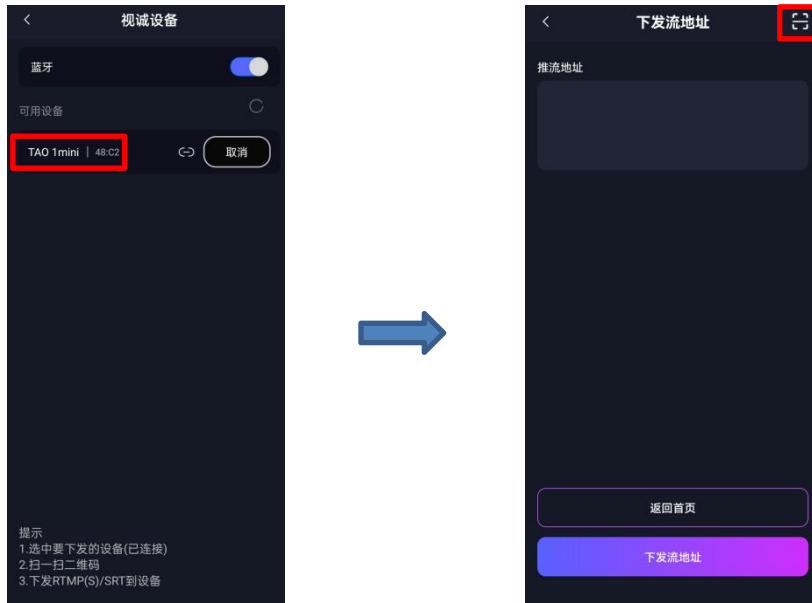 视诚设备
蓝牙
可用设备
TAO 1mini | 48:C2
取消
提示
1.选中要下发的设备(已连接)
2.扫一扫二维码
3.下发RTMP(S)/SRT到设备
下发流地址
推流地址
返回首页
下发流地址